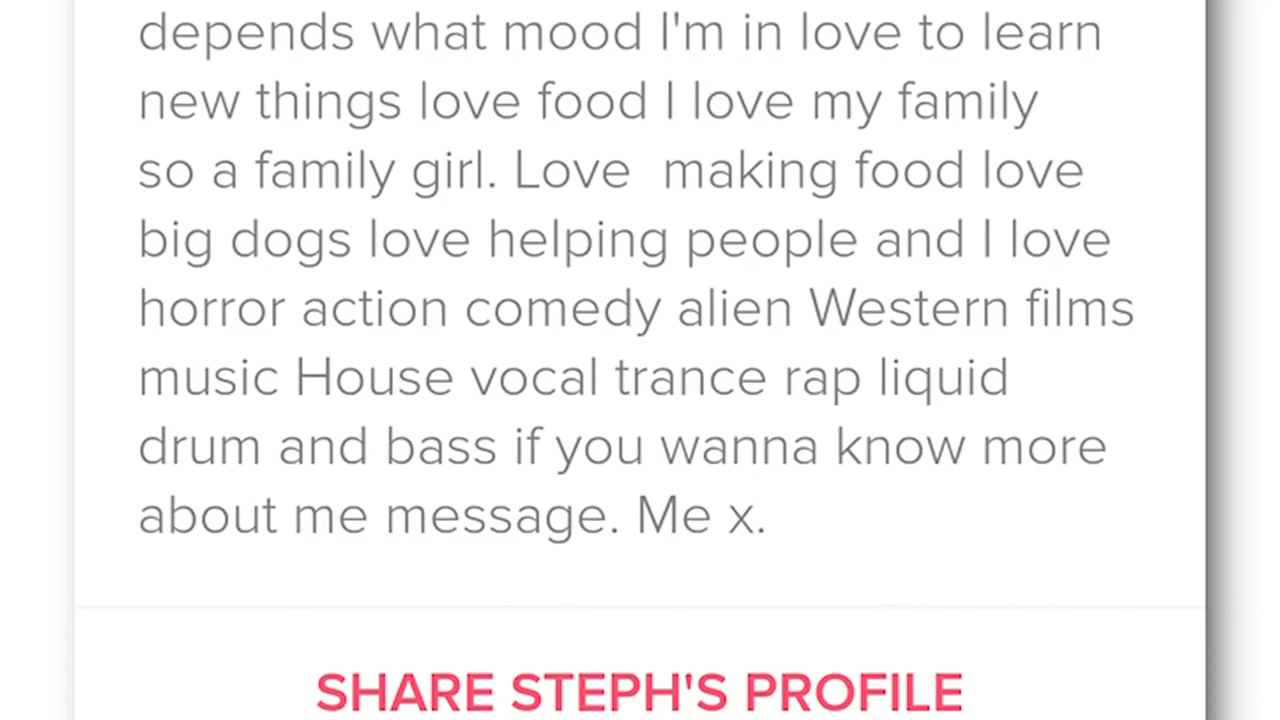 depends what mood I'm in love to learn
new things love food I love my family
so a family girl. Love  making food love
big dogs love helping people and I love
horror action comedy alien Western films
music House vocal trance rap liquid
drum and bass if you wanna know more
about me message. Me x.
SHARE STEPH'S PROFILE